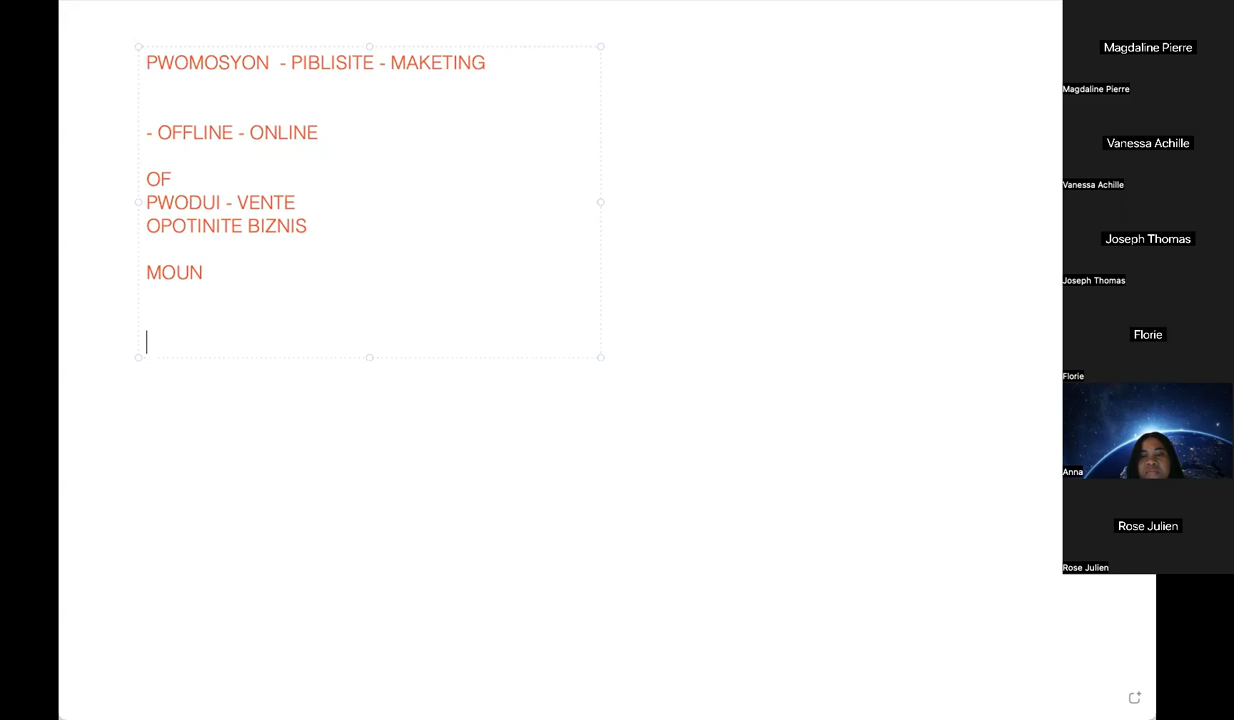 PWOMOSYON - PIBLISITE - MAKETING
- OFFLINE - ONLINE
OF
PWODUI - VENTE
OPOTINITE BIZNIS
MOUN
Magdaline Pierre
Magdaline Pierre
Vanessa Achille
Vanessa Achille
Joseph Thomas
Joseph Thomas
Florie
Florie
Anna
Rose Julien
Rose Julien